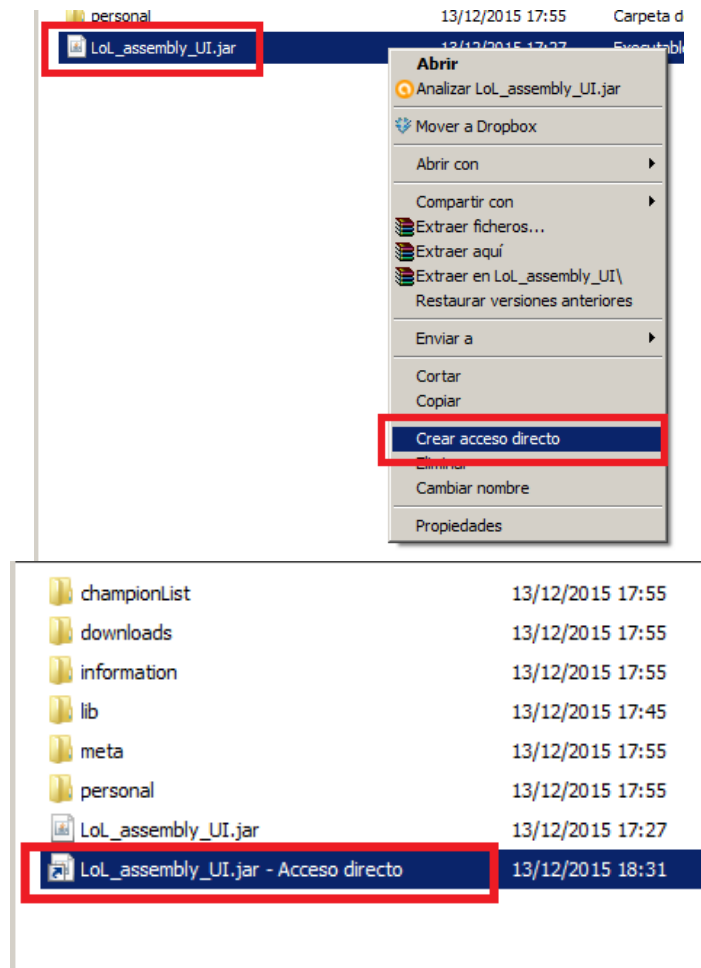 personal 13/12/2015 17:55 Carpeta d
LoL_assembly_UI.jar 13/12/2015 17:27 Executable
Abrir
Analizar LoL_assembly_UI.jar
Mover a Dropbox
Abrir con
Compartir con
Extraer ficheros...
Extraer aquí
Extraer en LoL_assembly_UI\
Restaurar versiones anteriores
Enviar a
Cortar
Copiar
Crear acceso directo
Eliminar
Cambiar nombre
Propiedades
championList 13/12/2015 17:55
downloads 13/12/2015 17:55
information 13/12/2015 17:55
lib 13/12/2015 17:45
meta 13/12/2015 17:55
personal 13/12/2015 17:55
LoL_assembly_UI.jar 13/12/2015 17:27
LoL_assembly_UI.jar - Acceso directo 13/12/2015 18:31